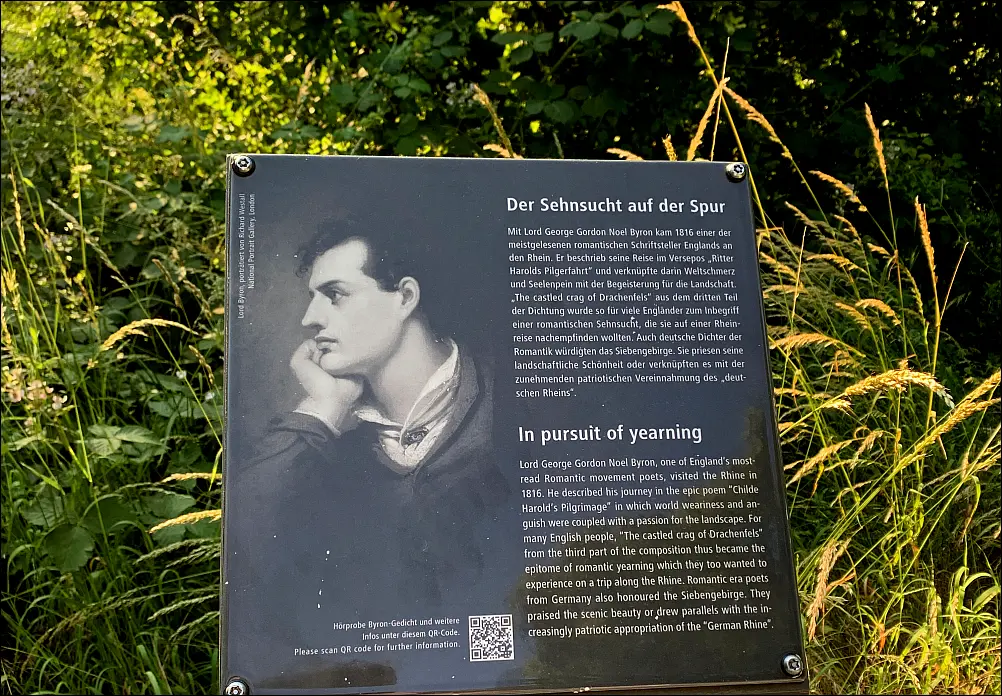 Lord Byron, porträtiert von Richard Westall
National Portrait Gallery, London
Der Sehnsucht auf der Spur
Mit Lord George Gordon Noel Byron kam 1816 einer der
meistgelesenen romantischen Schriftsteller Englands an
den Rhein. Er beschrieb seine Reise im Versepos „Ritter
Harolds Pilgerfahrt“ und verknüpfte darin Weltschmerz
und Seelenpein mit der Begeisterung für die Landschaft.
„The castled crag of Drachenfels“ aus dem dritten Teil
der Dichtung wurde so für viele Engländer zum Inbegriff
einer romantischen Sehnsucht, die sie auf einer Rhein-
reise nachempfinden wollten. Auch deutsche Dichter der
Romantik würdigten das Siebengebirge. Sie priesen seine
landschaftliche Schönheit oder verknüpften es mit der
zunehmenden patriotischen Vereinnahmung des „deut-
schen Rheins“.
In pursuit of yearning
Lord George Gordon Noel Byron, one of England's most-
read Romantic movement poets, visited the Rhine in
1816. He described his journey in the epic poem "Childe
Harold's Pilgrimage" in which world weariness and an-
guish were coupled with a passion for the landscape. For
many English people, "The castled crag of Drachenfels"
from the third part of the composition thus became the
epitome of romantic yearning which they too wanted to
experience on a trip along the Rhine. Romantic era poets
from Germany also honoured the Siebengebirge. They
praised the scenic beauty or drew parallels with the in-
creasingly patriotic appropriation of the "German Rhine".
Hörprobe Byron-Gedicht und weitere
Infos unter diesem QR-Code.
Please scan QR code for further information.